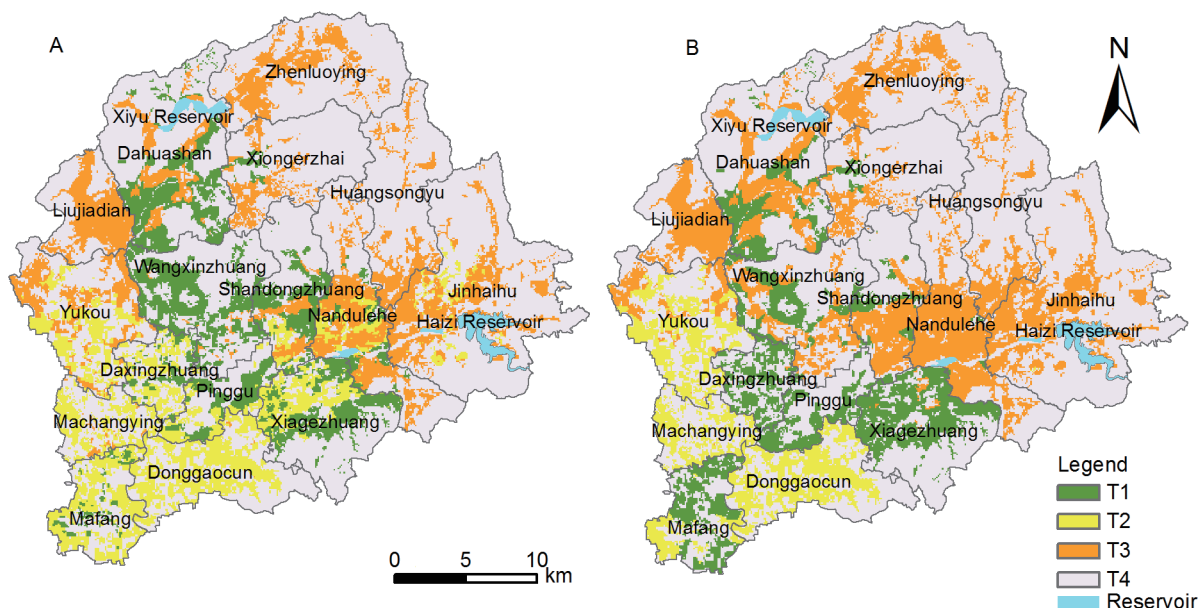 A
Zhenluoying
Xiyu Reservoir
Dahuashan
Xiongerzhai
Huangsongyu
Liujiadian
Wangxinzhuang
Shandongzhuang
Jinhaihu
Yukou
Nandulehe
Haizi Reservoir
Daxingzhuang
Pinggu
Machangying
Xiagezhuang
Donggaocun
Mafang
0 5 10
km
B
N
Zhenluoying
Xiyu Reservoir
Dahuashan
Xiongerzhai
Huangsongyu
Liujiadian
Wangxinzhuang
Shandongzhuang
Jinhaihu
Yukou
Nandulehe
Haizi Reservoir
Daxingzhuang
Pinggu
Machangying
Xiagezhuang
Donggaocun
Mafang
Legend
T1
T2
T3
T4
Reservoir